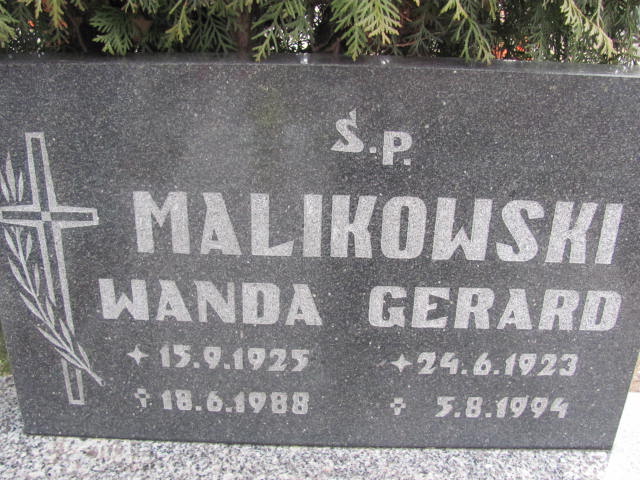 Ś.P.
MALIKOWSKI
WANDA GERARD
15.9.1925 24.6.1923
18.6.1988 5.8.1994